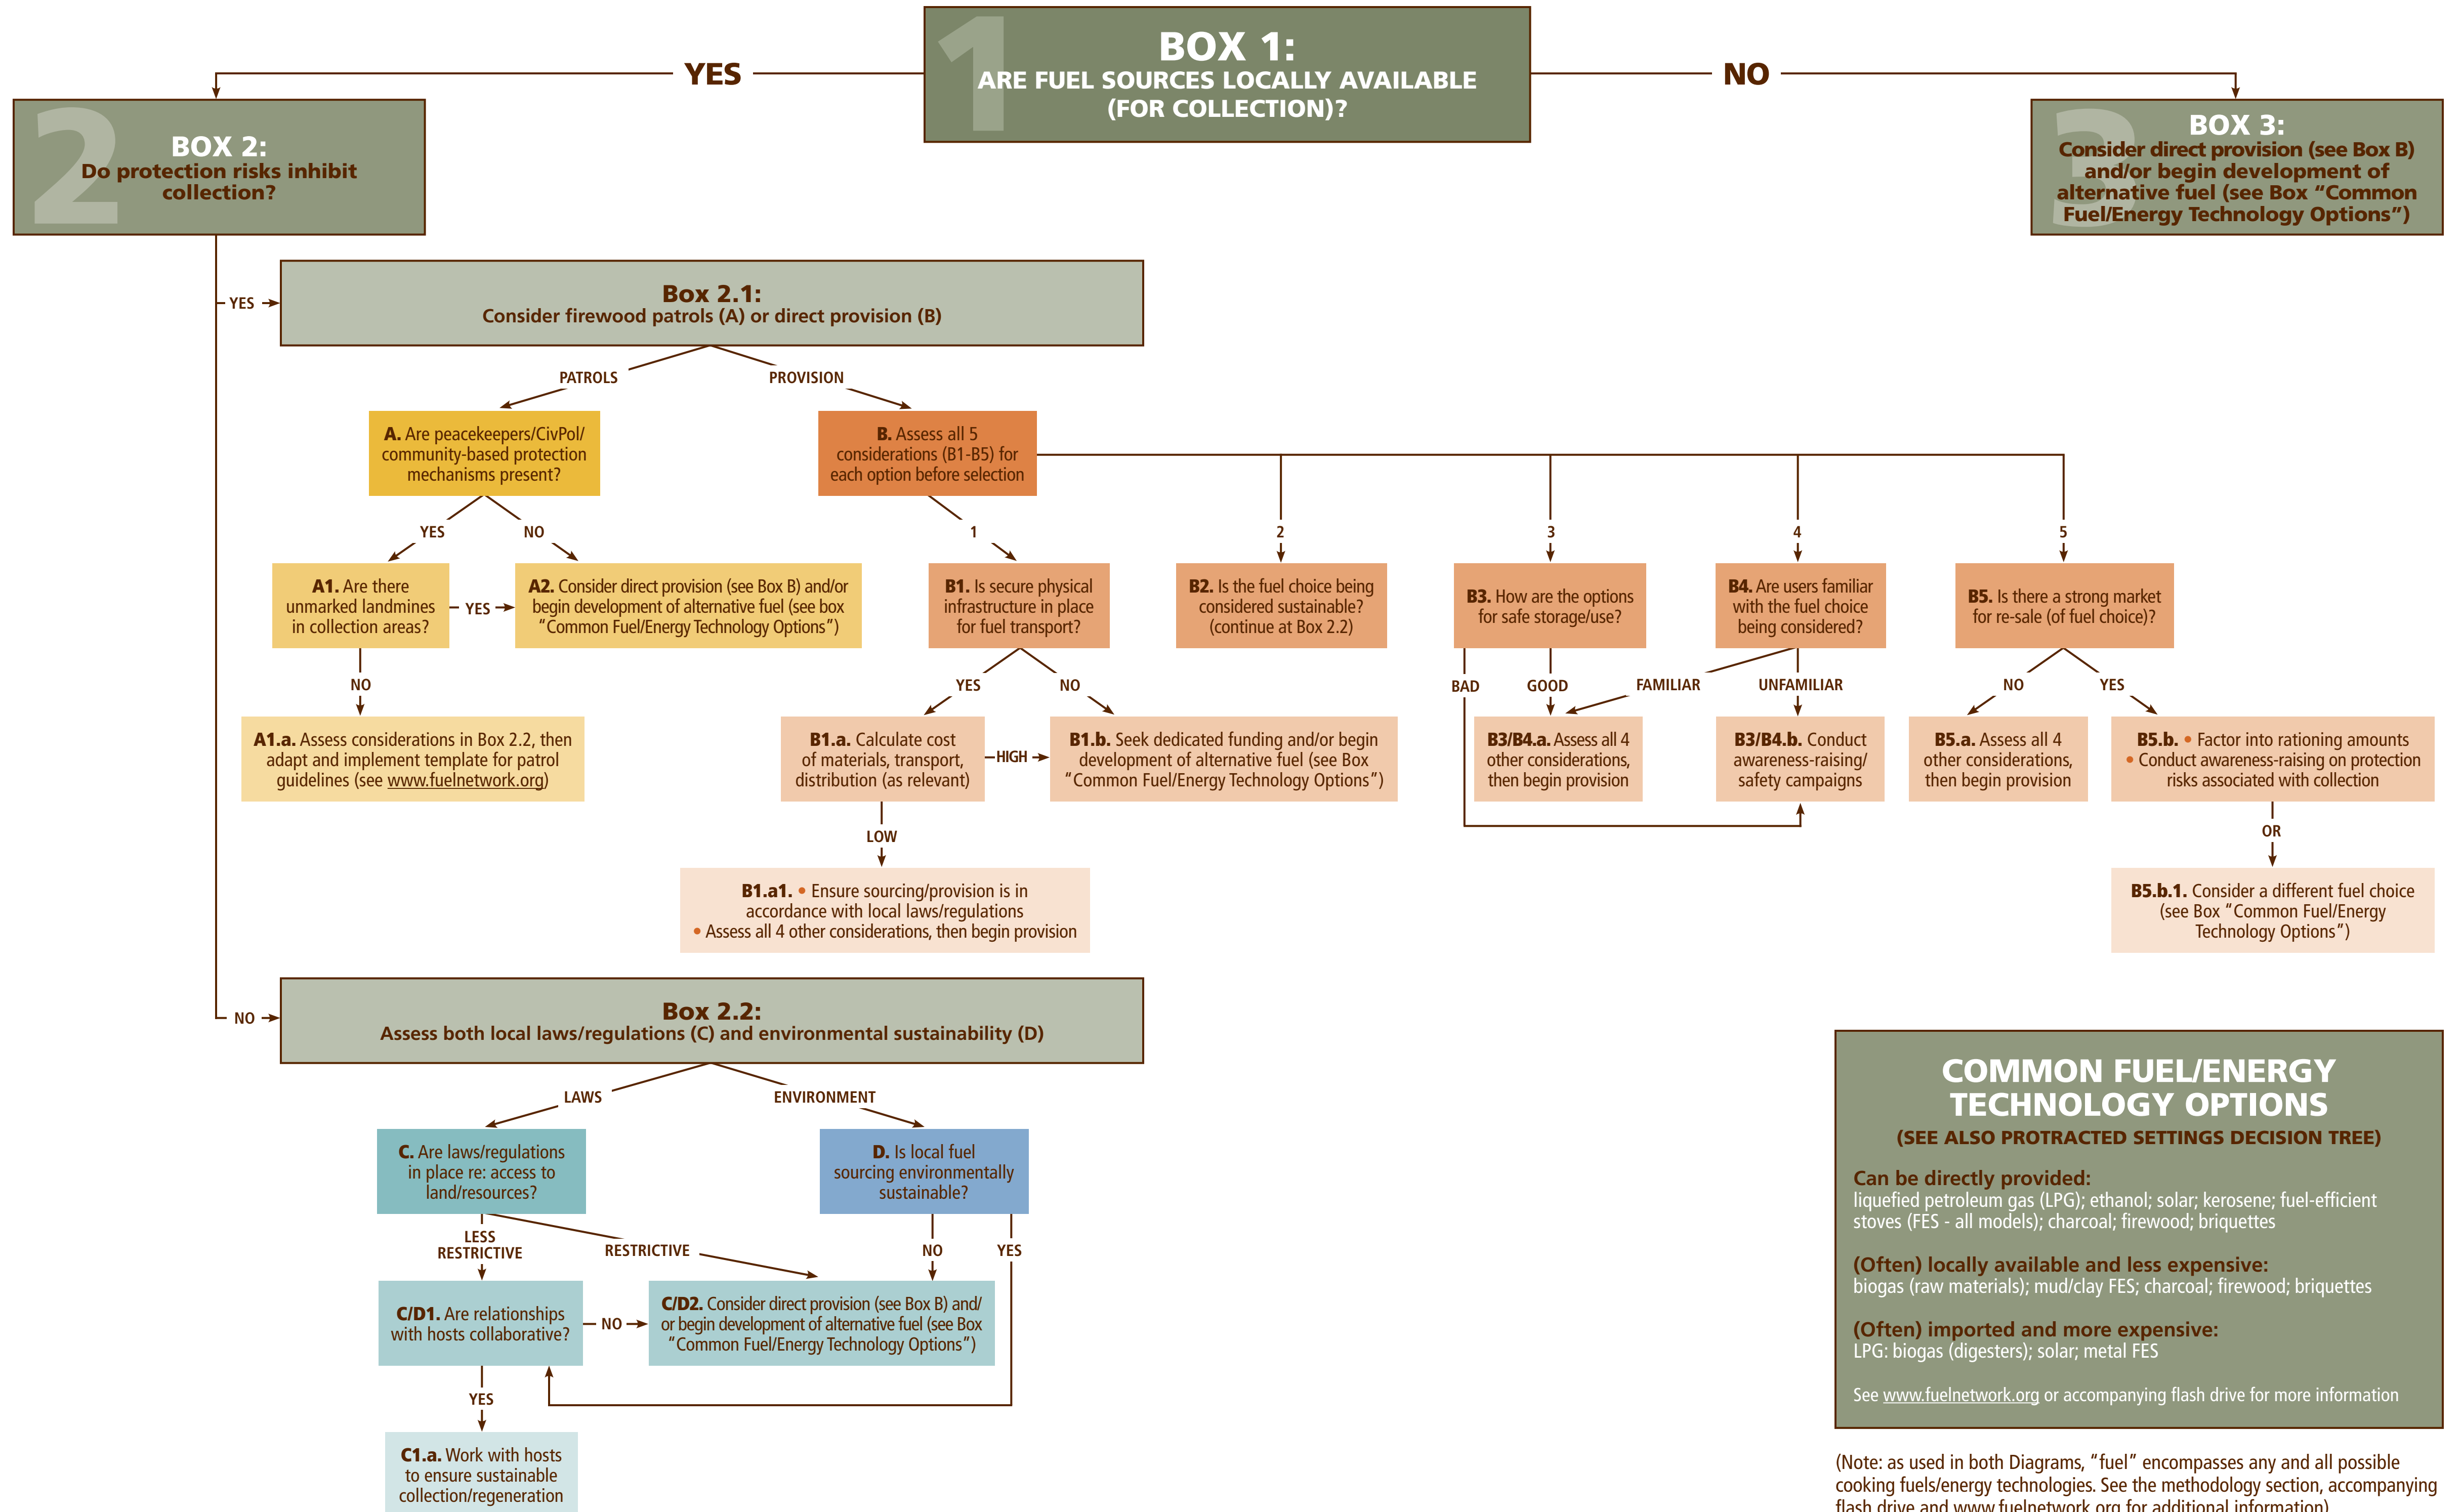 1
BOX 1:
ARE FUEL SOURCES LOCALLY AVAILABLE
(FOR COLLECTION)?
YES
NO
2
BOX 2:
Do protection risks inhibit
collection?
3
BOX 3:
Consider direct provision (see Box B)
and/or begin development of
alternative fuel (see Box “Common
Fuel/Energy Technology Options”)
YES
Box 2.1:
Consider firewood patrols (A) or direct provision (B)
PATROLS
PROVISION
A. Are peacekeepers/CivPol/
community-based protection
mechanisms present?
B. Assess all 5
considerations (B1-B5) for
each option before selection
YES
NO
1
2
3
4
5
A1. Are there
unmarked landmines
in collection areas?
YES
A2. Consider direct provision (see Box B) and/or
begin development of alternative fuel (see box
“Common Fuel/Energy Technology Options”)
B1. Is secure physical
infrastructure in place
for fuel transport?
B2. Is the fuel choice being
considered sustainable?
(continue at Box 2.2)
B3. How are the options
for safe storage/use?
B4. Are users familiar
with the fuel choice
being considered?
B5. Is there a strong market
for re-sale (of fuel choice)?
NO
YES
NO
BAD
GOOD
FAMILIAR
UNFAMILIAR
NO
YES
A1.a. Assess considerations in Box 2.2, then
adapt and implement template for patrol
guidelines (see www.fuelnetwork.org)
B1.a. Calculate cost
of materials, transport,
distribution (as relevant)
HIGH
B1.b. Seek dedicated funding and/or begin
development of alternative fuel (see Box
“Common Fuel/Energy Technology Options”)
B3/B4.a. Assess all 4
other considerations,
then begin provision
B3/B4.b. Conduct
awareness-raising/
safety campaigns
B5.a. Assess all 4
other considerations,
then begin provision
B5.b. • Factor into rationing amounts
• Conduct awareness-raising on protection
risks associated with collection
LOW
OR
B1.a1. • Ensure sourcing/provision is in
accordance with local laws/regulations
• Assess all 4 other considerations, then begin provision
B5.b.1. Consider a different fuel choice
(see Box “Common Fuel/Energy
Technology Options”)
NO
Box 2.2:
Assess both local laws/regulations (C) and environmental sustainability (D)
LAWS
ENVIRONMENT
C. Are laws/regulations
in place re: access to
land/resources?
D. Is local fuel
sourcing environmentally
sustainable?
LESS
RESTRICTIVE
RESTRICTIVE
NO
YES
C/D1. Are relationships
with hosts collaborative?
NO
C/D2. Consider direct provision (see Box B) and/
or begin development of alternative fuel (see Box
“Common Fuel/Energy Technology Options”)
YES
C1.a. Work with hosts
to ensure sustainable
collection/regeneration
COMMON FUEL/ENERGY
TECHNOLOGY OPTIONS
(SEE ALSO PROTRACTED SETTINGS DECISION TREE)
Can be directly provided:
liquefied petroleum gas (LPG); ethanol; solar; kerosene; fuel-efficient
stoves (FES - all models); charcoal; firewood; briquettes
(Often) locally available and less expensive:
biogas (raw materials); mud/clay FES; charcoal; firewood; briquettes
(Often) imported and more expensive:
LPG: biogas (digesters); solar; metal FES
See www.fuelnetwork.org or accompanying flash drive for more information
(Note: as used in both Diagrams, “fuel” encompasses any and all possible
cooking fuels/energy technologies. See the methodology section, accompanying
flash drive and www.fuelnetwork.org for additional information)